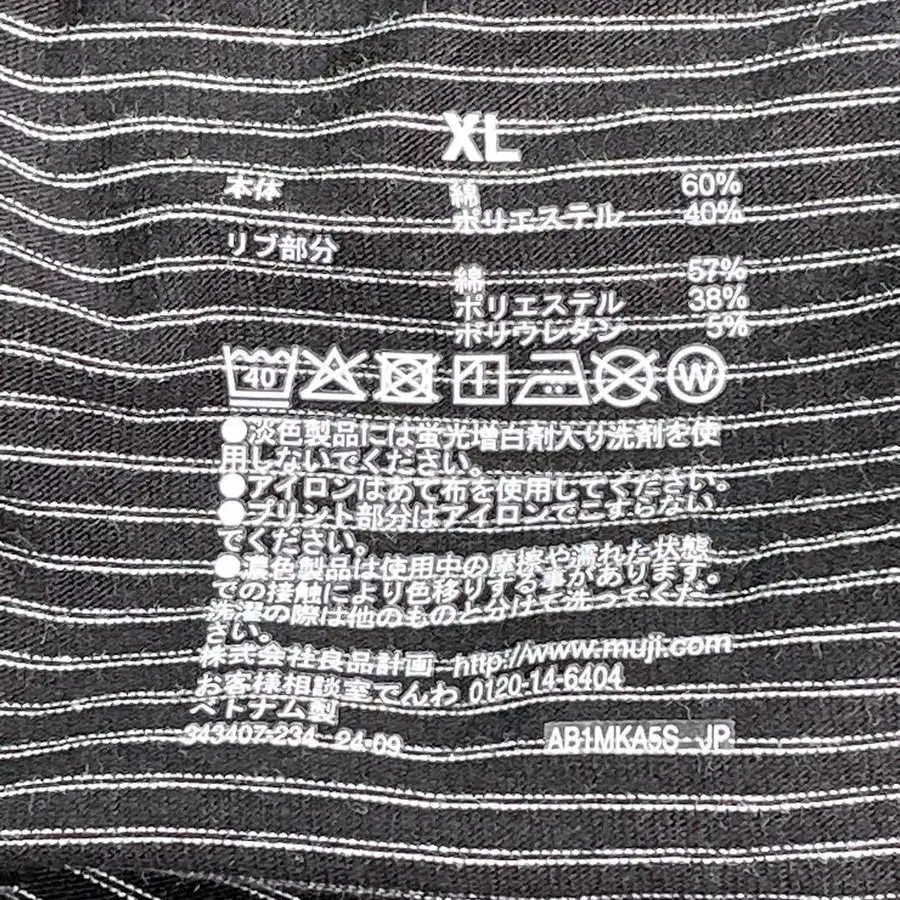 XL
本体 綿 60%
ポリエステル 40%
リブ部分
綿 57%
ポリエステル 38%
ポリウレタン 5%
40 W
●淡色製品には蛍光増白剤入り洗剤を使
用しないでください。
●アイロンはあて布を使用してください。
●プリント部分はアイロンでこすらない
でください。
●濃色製品は使用中の摩擦や濡れた状態
での接触により色移りする事があります。
洗濯の際は他のものと分けて洗ってくだ
さい。
株式会社良品計画 http://www.muji.com
お客様相談室でんわ 0120-14-6404
ベトナム製
343407-234 24-09 AB1MKA5S JP